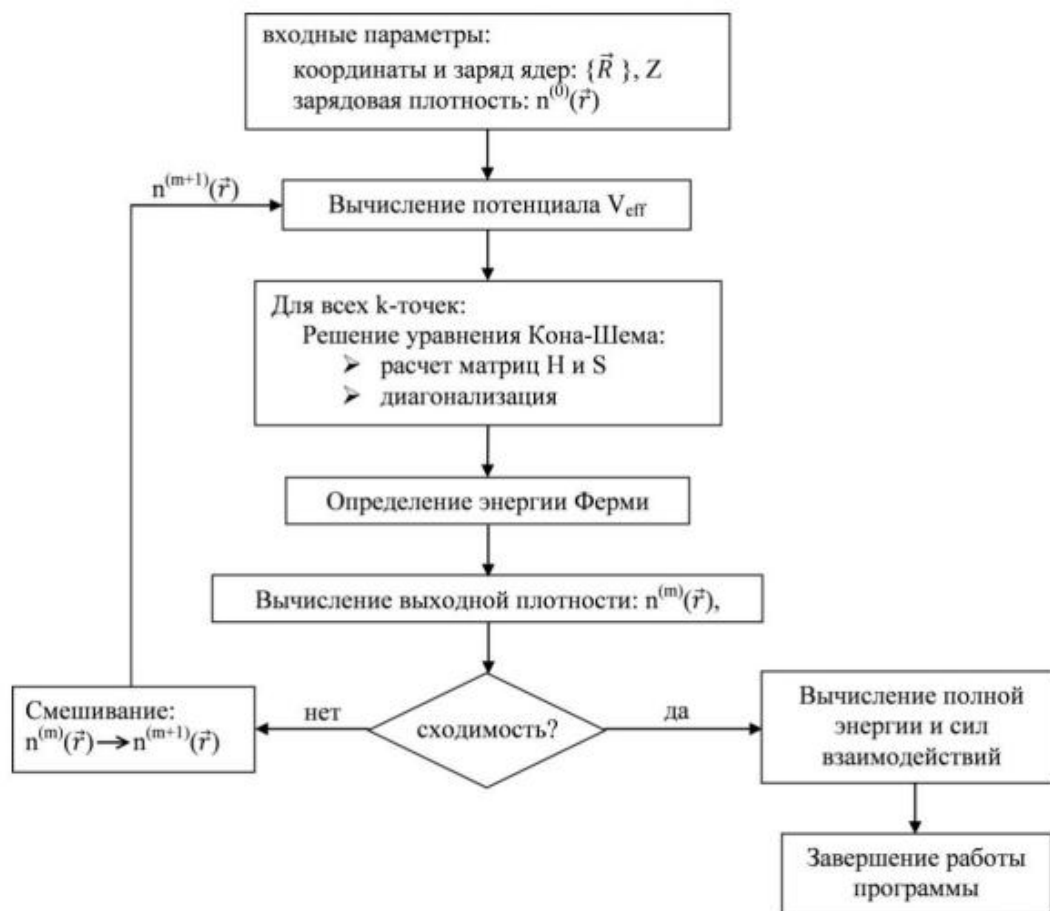 входные параметры:
координаты и заряд ядер: {R⃗ }, Z
зарядовая плотность: n⁽⁰⁾(r⃗)
n⁽ᵐ⁺¹⁾(r⃗)
Вычисление потенциала V_eff
Для всех k-точек:
Решение уравнения Кона-Шема:
➢ расчет матриц H и S
➢ диагонализация
Определение энергии Ферми
Вычисление выходной плотности: n⁽ᵐ⁾(r⃗),
Смешивание:
n⁽ᵐ⁾(r⃗)→n⁽ᵐ⁺¹⁾(r⃗)
нет
сходимость?
да
Вычисление полной
энергии и сил
взаимодействий
Завершение работы
программы